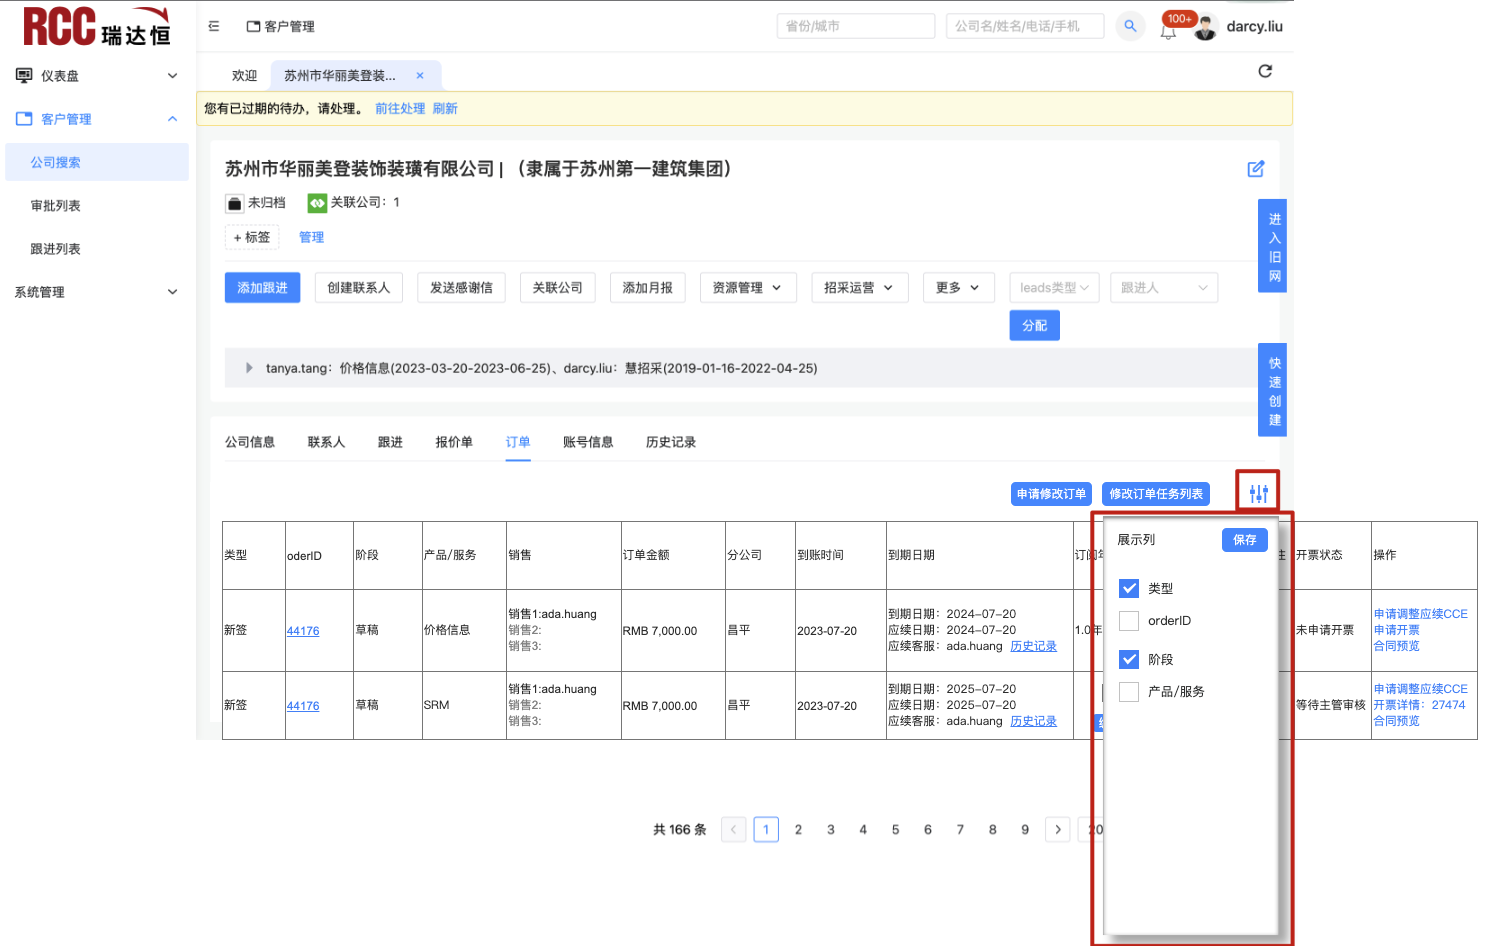 RCC 瑞达恒
客户管理
省份/城市
公司名/姓名/电话/手机
100+
darcy.liu
仪表盘
客户管理
公司搜索
审批列表
跟进列表
系统管理
欢迎
苏州市华丽美登装... ×
您有已过期的待办，请处理。 前往处理 刷新
苏州市华丽美登装饰装璜有限公司 | （隶属于苏州第一建筑集团）
未归档 关联公司：1
+ 标签 管理
进入旧网
添加跟进 创建联系人 发送感谢信 关联公司 添加月报 资源管理 招采运营 更多 leads类型 跟进人
分配
tanya.tang：价格信息(2023-03-20-2023-06-25)、darcy.liu：慧招采(2019-01-16-2022-04-25)
快速创建
公司信息 联系人 跟进 报价单 订单 账号信息 历史记录
申请修改订单 修改订单任务列表
类型 oderID 阶段 产品/服务 销售 订单金额 分公司 到账时间 到期日期 订阅 开票状态 操作
新签 44176 草稿 价格信息
销售1:ada.huang
销售2:
销售3:
RMB 7,000.00 昌平 2023-07-20
到期日期：2024-07-20
应续日期：2024-07-20
应续客服：ada.huang 历史记录
1.0年
未申请开票
申请调整应续CCE
申请开票
合同预览
新签 44176 草稿 SRM
销售1:ada.huang
销售2:
销售3:
RMB 7,000.00 昌平 2023-07-20
到期日期：2025-07-20
应续日期：2025-07-20
应续客服：ada.huang 历史记录
等待主管审核
申请调整应续CCE
开票详情：27474
合同预览
展示列 保存
类型
orderID
阶段
产品/服务
共 166 条 < 1 2 3 4 5 6 7 8 9 > 20